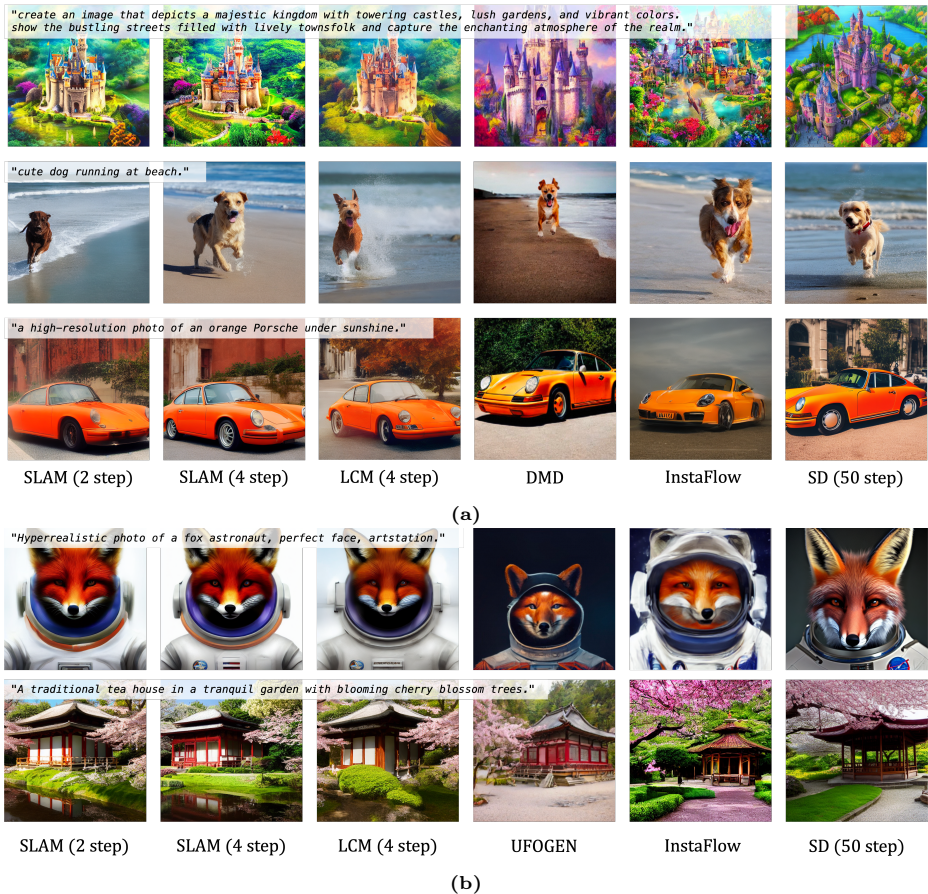 "create an image that depicts a majestic kingdom with towering castles, lush gardens, and vibrant colors.
show the bustling streets filled with lively townsfolk and capture the enchanting atmosphere of the realm."
"cute dog running at beach."
"a high-resolution photo of an orange Porsche under sunshine."
SLAM (2 step) SLAM (4 step) LCM (4 step) DMD InstaFlow SD (50 step)
(a)
"Hyperrealistic photo of a fox astronaut, perfect face, artstation."
"A traditional tea house in a tranquil garden with blooming cherry blossom trees."
SLAM (2 step) SLAM (4 step) LCM (4 step) UFOGEN InstaFlow SD (50 step)
(b)